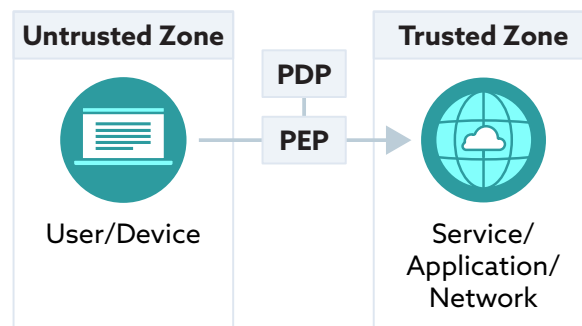 Untrusted Zone
User/Device
PDP
PEP
Trusted Zone
Service/
Application/
Network